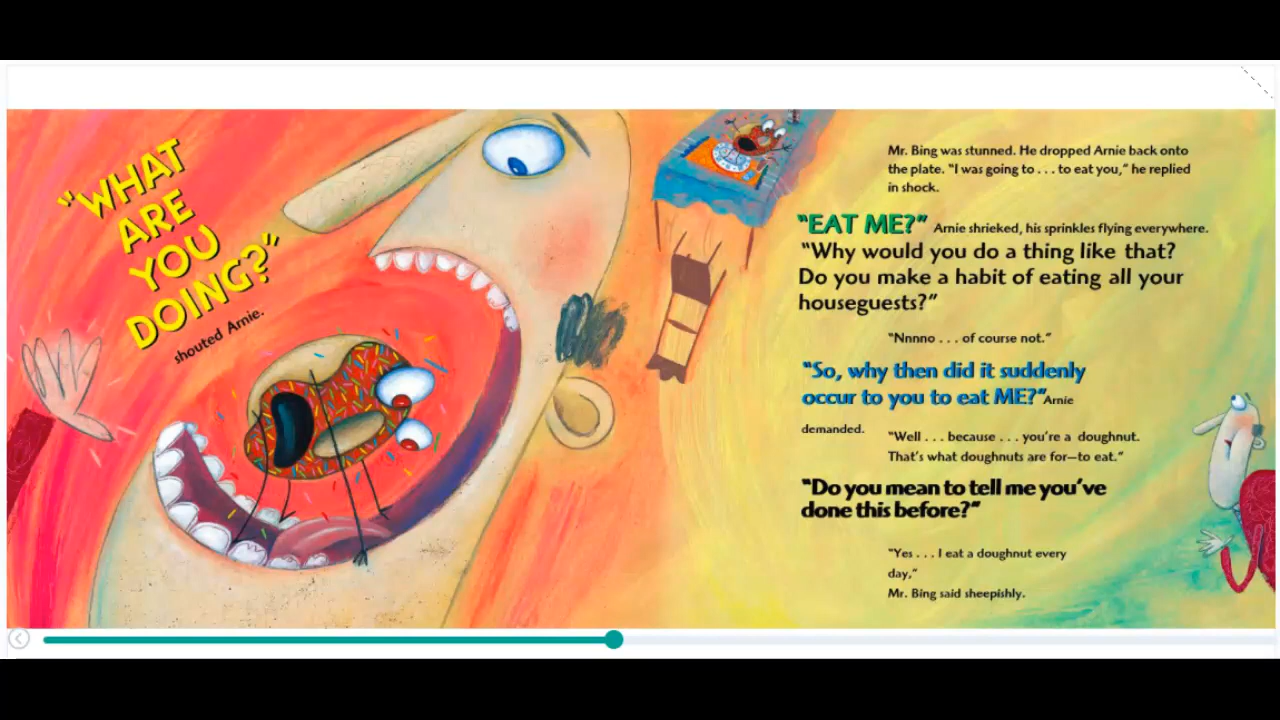 "WHAT
ARE
YOU
DOING?"
shouted Arnie.
Mr. Bing was stunned. He dropped Arnie back onto
the plate. "I was going to . . . to eat you," he replied
in shock.
"EAT ME?" Arnie shrieked, his sprinkles flying everywhere.
"Why would you do a thing like that?
Do you make a habit of eating all your
houseguests?"
"Nnnno . . . of course not."
"So, why then did it suddenly
occur to you to eat ME?" Arnie
demanded.
"Well . . . because . . . you're a doughnut.
That's what doughnuts are for—to eat."
"Do you mean to tell me you've
done this before?"
"Yes . . . I eat a doughnut every
day,"
Mr. Bing said sheepishly.